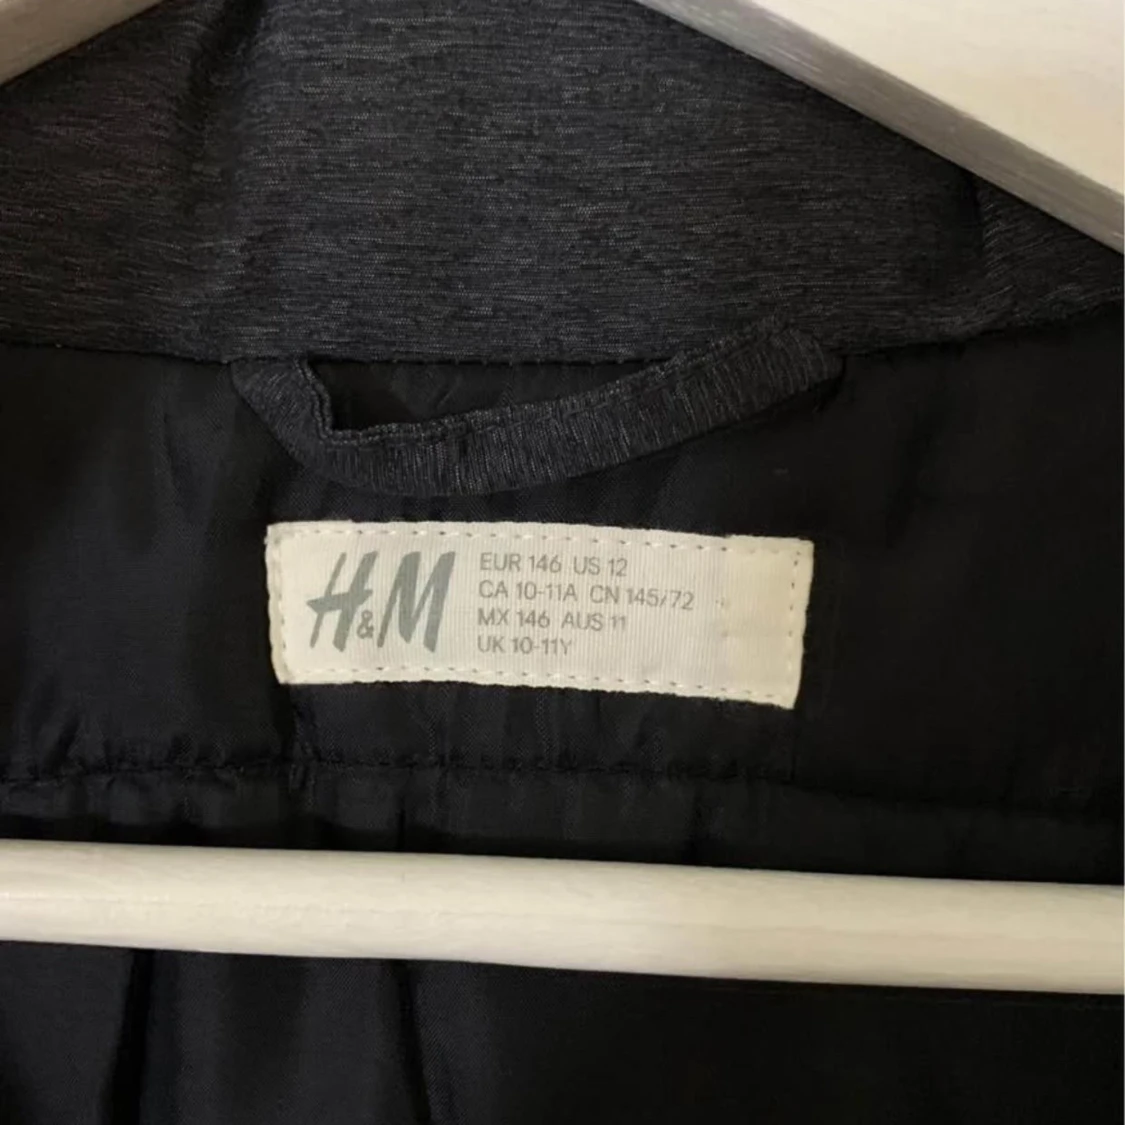 H&M
EUR 146 US 12
CA 10-11A CN 145/72
MX 146 AUS 11
UK 10-11Y